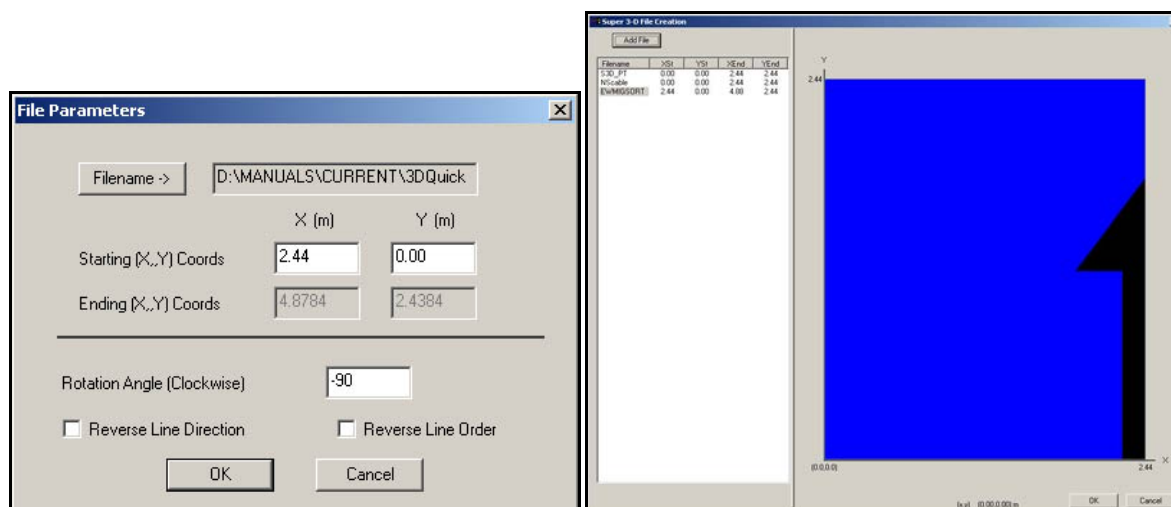 File Parameters
Filename ->
D:\MANUALS\CURRENT\3DQuick
X (m) Y (m)
Starting (X,,Y) Coords 2.44 0.00
Ending (X,,Y) Coords 4.8784 2.4384
Rotation Angle (Clockwise) -90
Reverse Line Direction Reverse Line Order
OK Cancel
Super 3-D File Creation
Add File
Filename XSt YSt XEnd YEnd
S3D_PT 0.00 0.00 2.44 2.44
NScable 0.00 0.00 2.44 2.44
EWMIGSORT 2.44 0.00 4.88 2.44
Y
2.44
(0.0,0.0) 2.44 X
(x,y) (0.00,0.00) m
OK Cancel